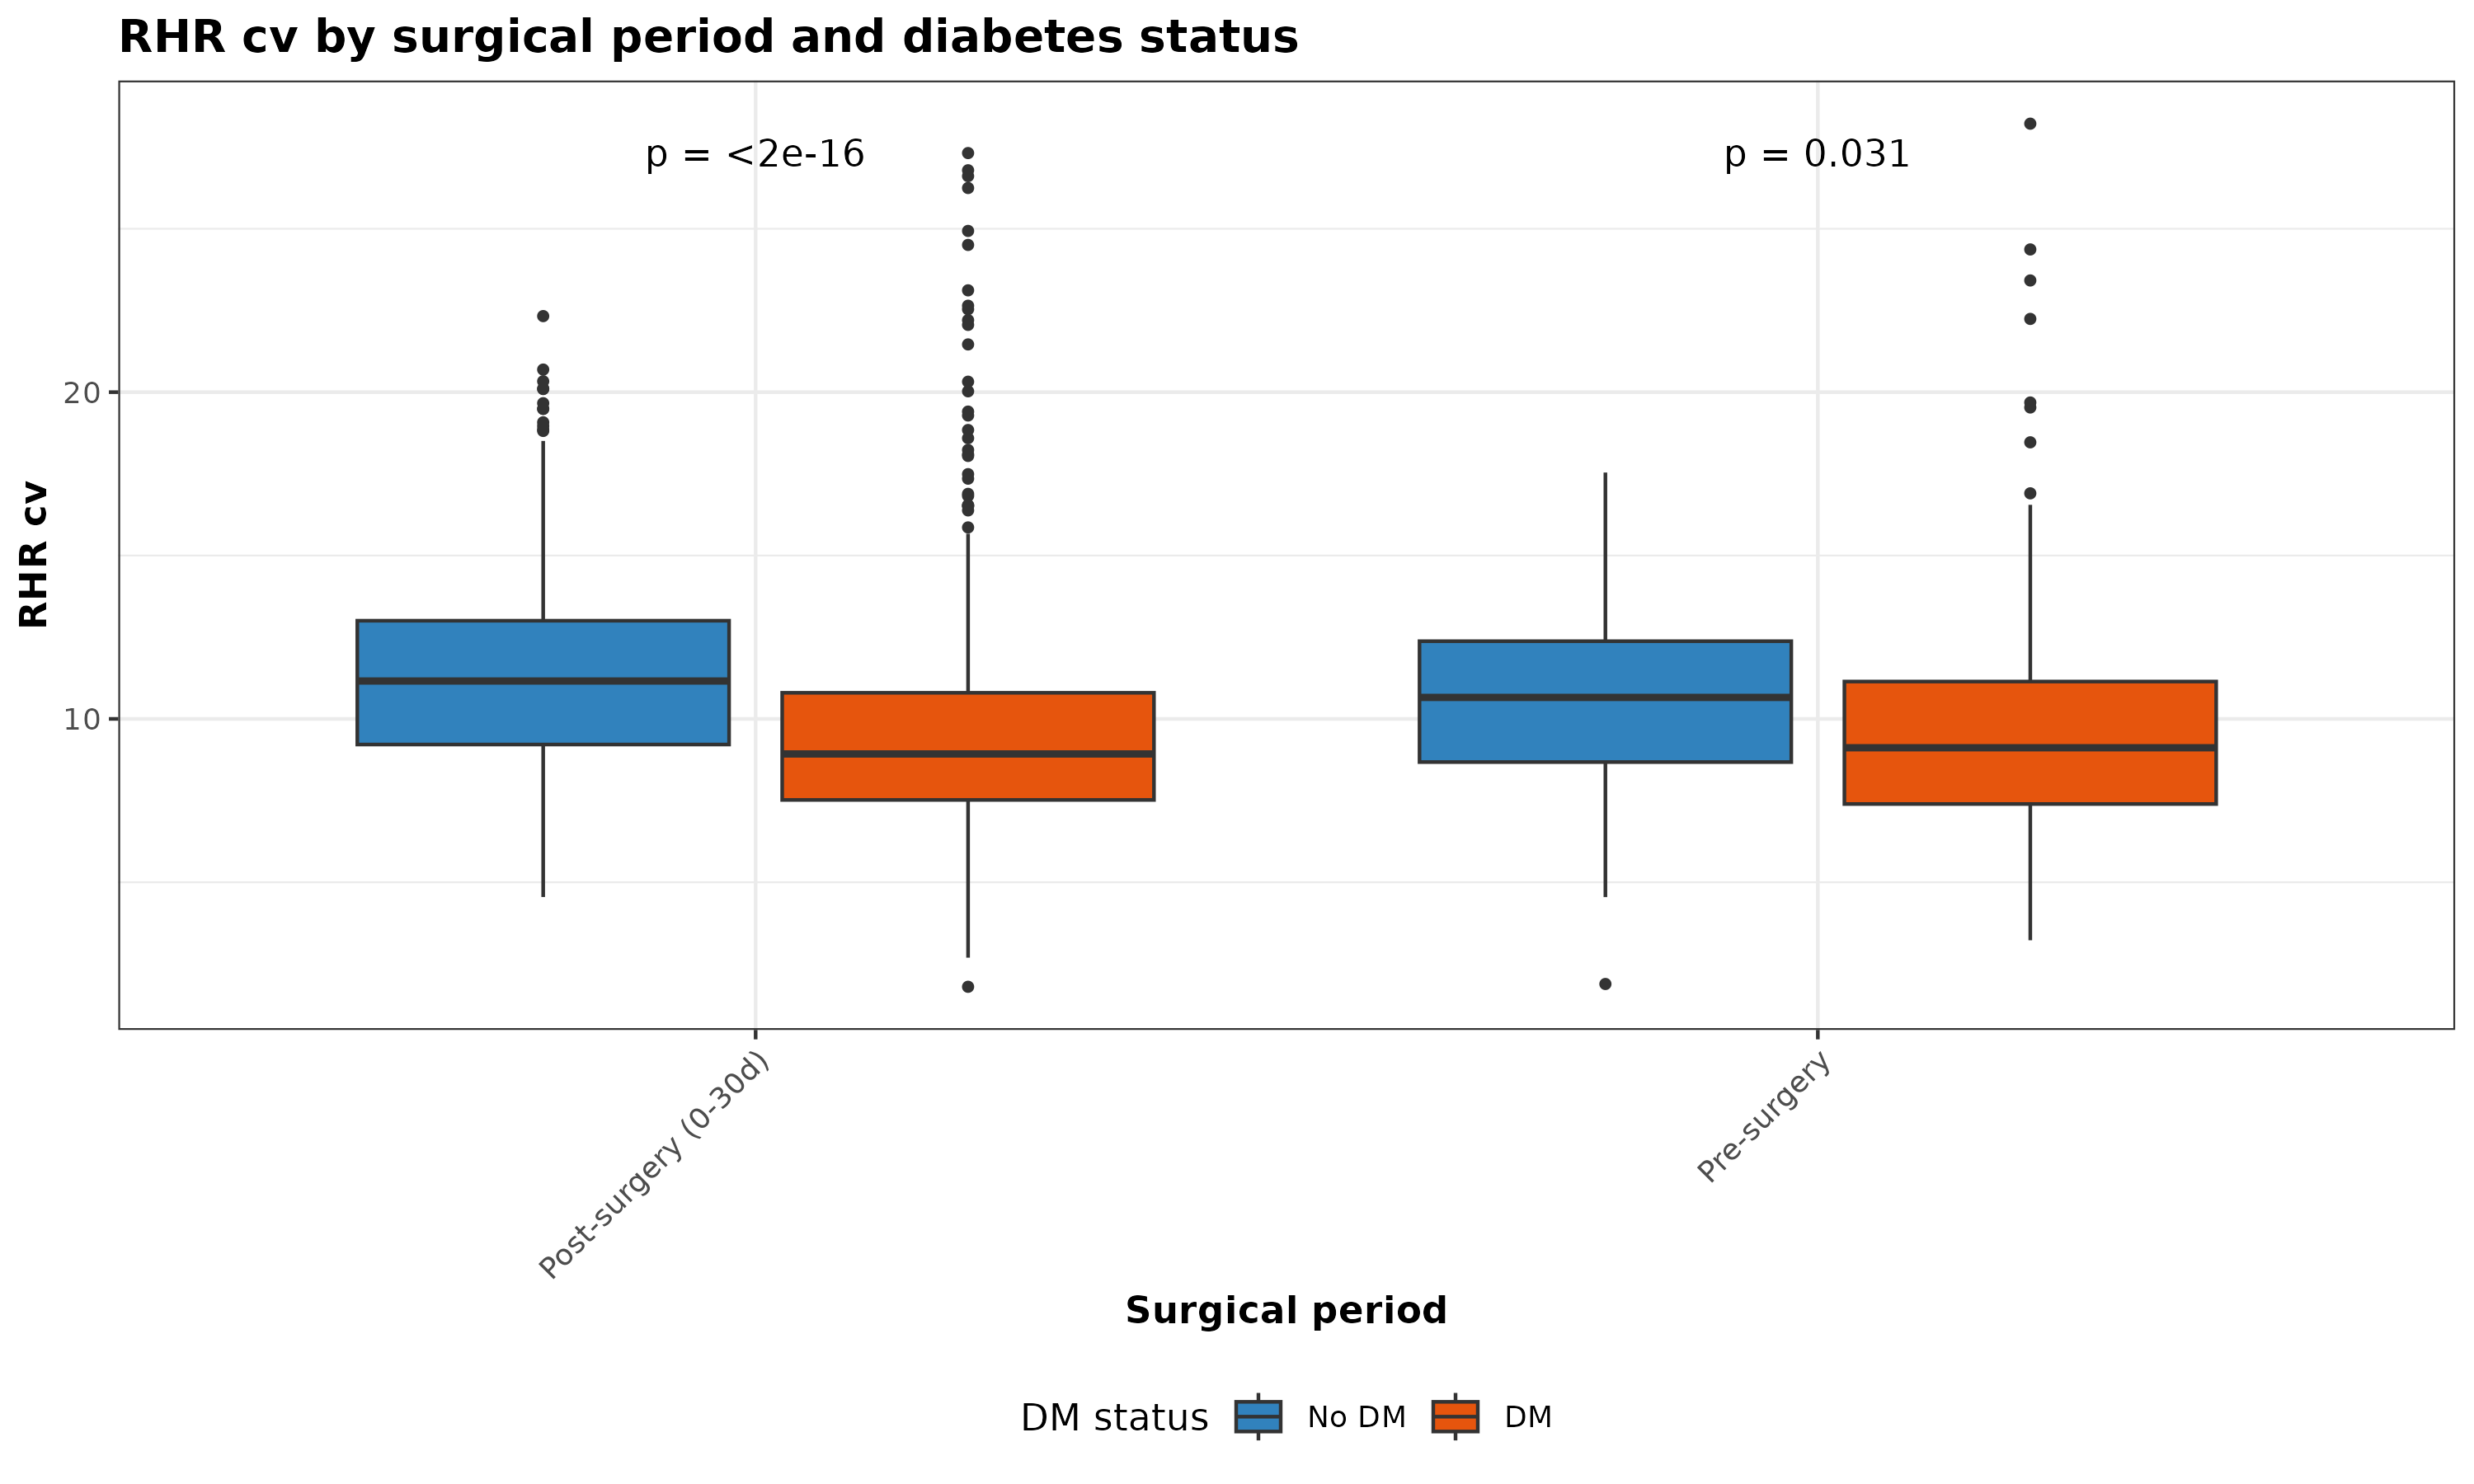 RHR cv by surgical period and diabetes status
p = <2e-16
p = 0.031
RHR cv
20
10
Post-surgery (0-30d)
Pre-surgery
Surgical period
DM status No DM DM